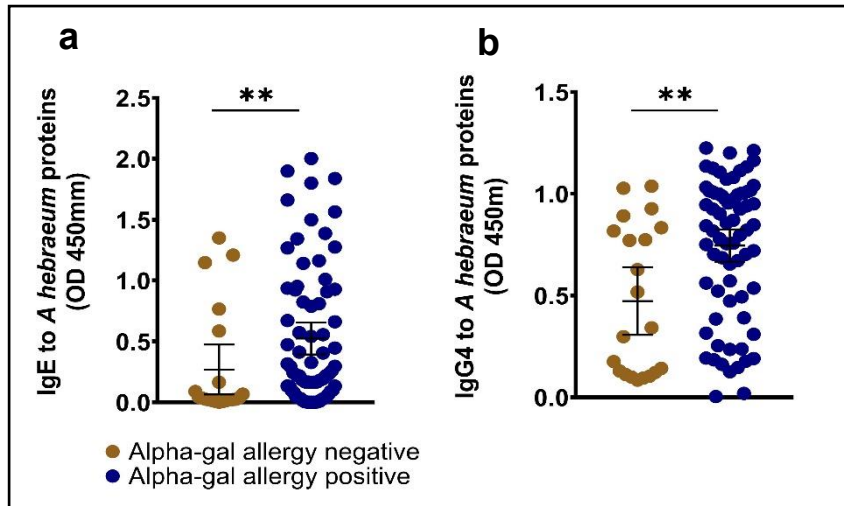 a
IgE to A hebraeum proteins
(OD 450mm)
2.5
2.0
1.5
1.0
0.5
0.0
**
b
IgG4 to A hebraeum proteins
(OD 450m)
1.5
1.0
0.5
0.0
**
Alpha-gal allergy negative
Alpha-gal allergy positive